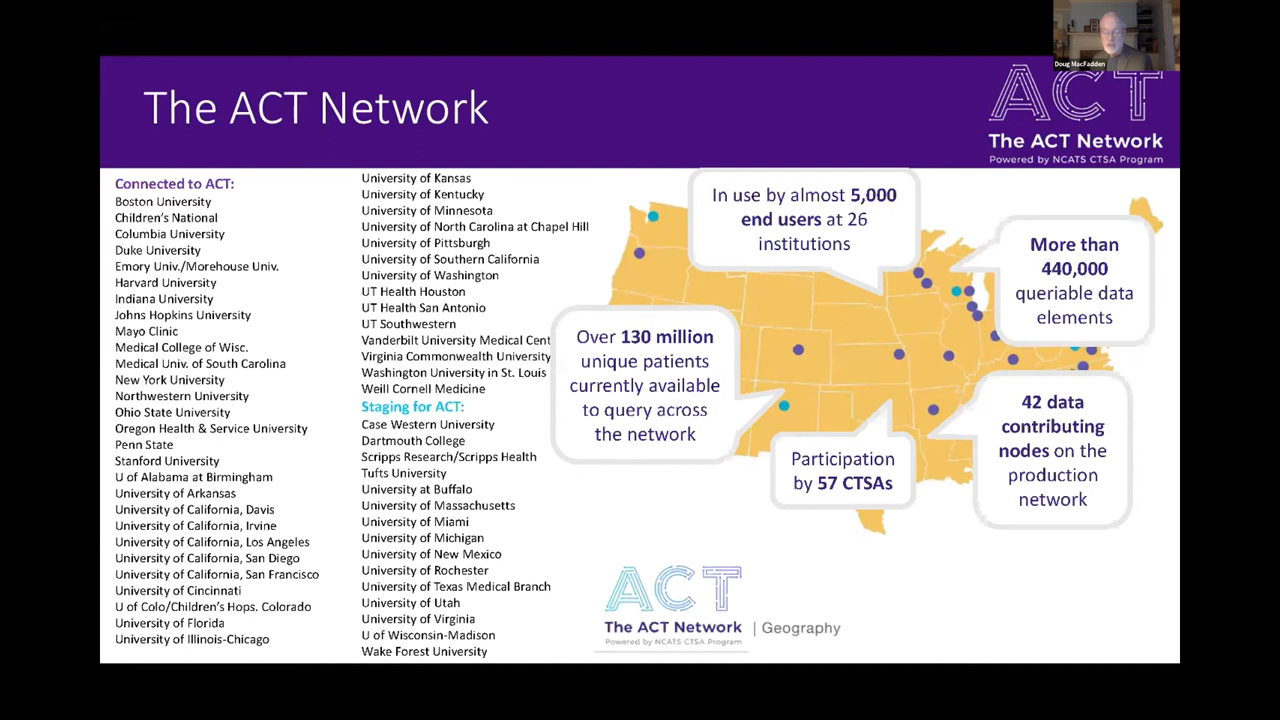 Doug MacFadden
The ACT Network
ACT
The ACT Network
Powered by NCATS CTSA Program
Connected to ACT:
Boston University
Children's National
Columbia University
Duke University
Emory Univ./Morehouse Univ.
Harvard University
Indiana University
Johns Hopkins University
Mayo Clinic
Medical College of Wisc.
Medical Univ. of South Carolina
New York University
Northwestern University
Ohio State University
Oregon Health & Service University
Penn State
Stanford University
U of Alabama at Birmingham
University of Arkansas
University of California, Davis
University of California, Irvine
University of California, Los Angeles
University of California, San Diego
University of California, San Francisco
University of Cincinnati
U of Colo/Children's Hops. Colorado
University of Florida
University of Illinois-Chicago
University of Kansas
University of Kentucky
University of Minnesota
University of North Carolina at Chapel Hill
University of Pittsburgh
University of Southern California
University of Washington
UT Health Houston
UT Health San Antonio
UT Southwestern
Vanderbilt University Medical Cent
Virginia Commonwealth University
Washington University in St. Louis
Weill Cornell Medicine
Staging for ACT:
Case Western University
Dartmouth College
Scripps Research/Scripps Health
Tufts University
University at Buffalo
University of Massachusetts
University of Miami
University of Michigan
University of New Mexico
University of Rochester
University of Texas Medical Branch
University of Utah
University of Virginia
U of Wisconsin-Madison
Wake Forest University
In use by almost 5,000
end users at 26
institutions
More than
440,000
queriable data
elements
Over 130 million
unique patients
currently available
to query across
the network
Participation
by 57 CTSAs
42 data
contributing
nodes on the
production
network
ACT
The ACT Network | Geography
Powered by NCATS CTSA Program